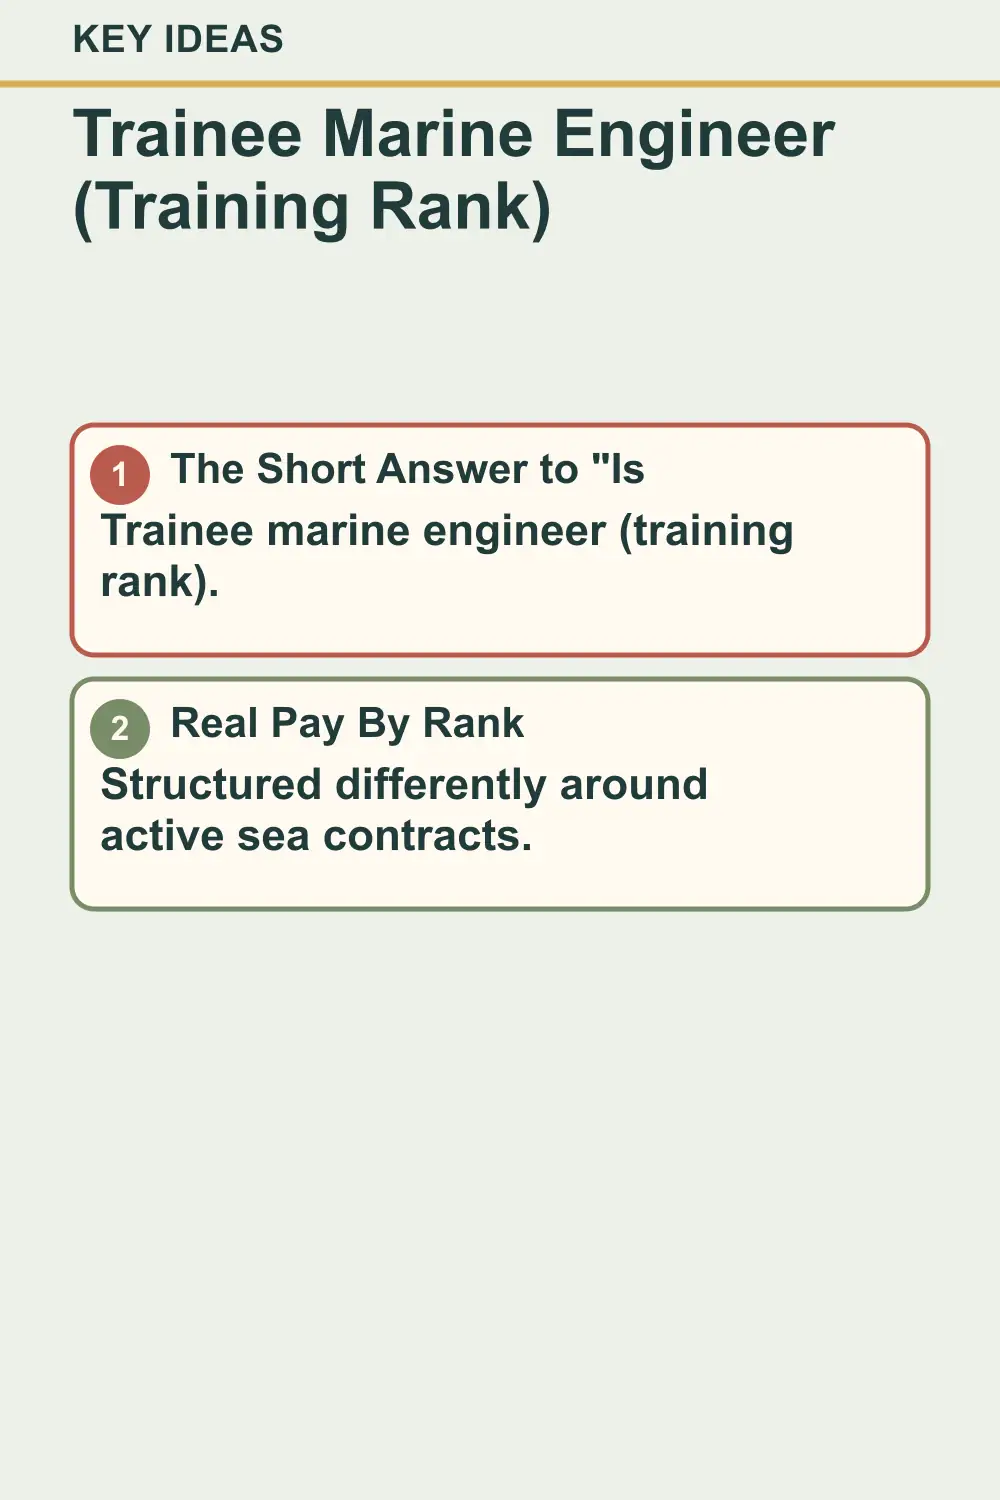 KEY IDEAS
Trainee Marine Engineer
(Training Rank)
1 The Short Answer to "Is
Trainee marine engineer (training
rank).
2 Real Pay By Rank
Structured differently around
active sea contracts.